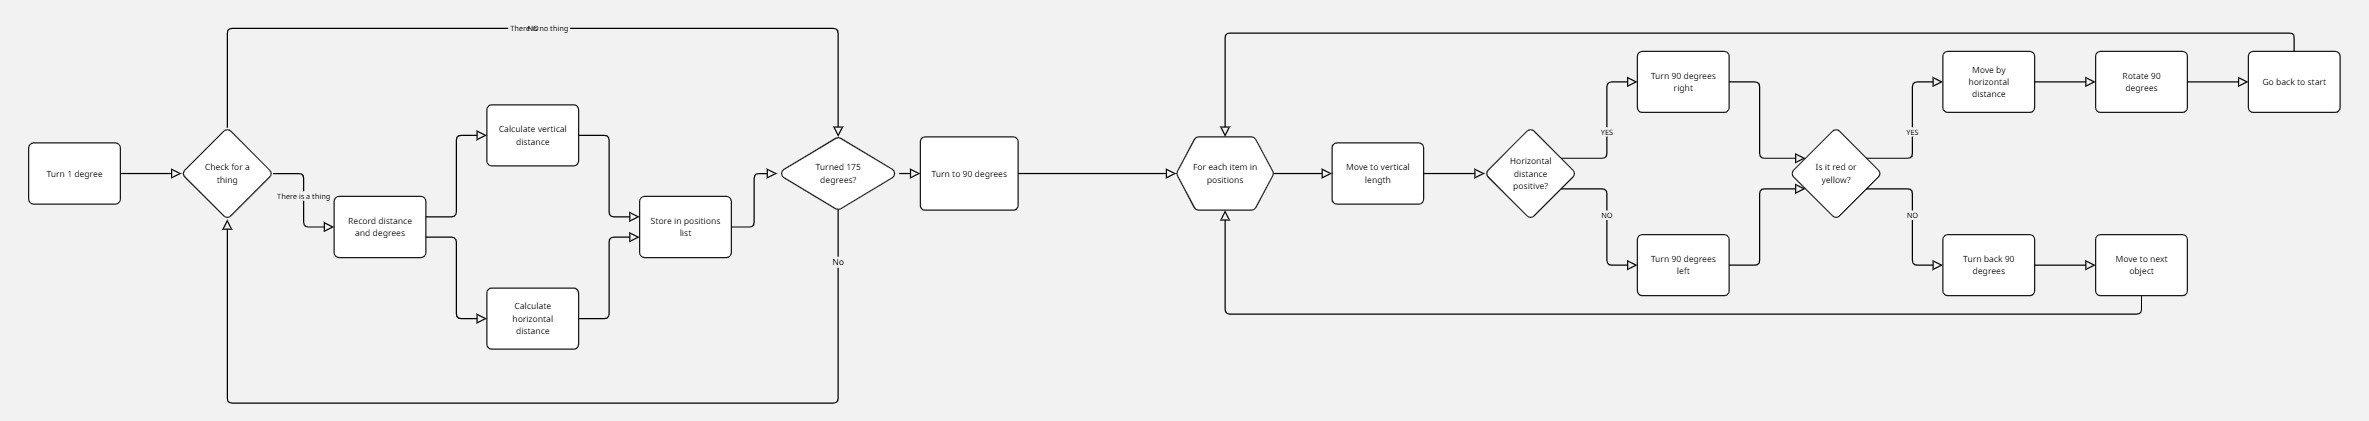 There is no thing
NO
Turn 1 degree
Check for a
thing
There is a thing
Record distance
and degrees
Calculate vertical
distance
Calculate
horizontal
distance
Store in positions
list
Turned 175
degrees?
No
Turn to 90 degrees
For each item in
positions
Move to vertical
length
Horizontal
distance
positive?
YES
NO
Turn 90 degrees
right
Turn 90 degrees
left
Is it red or
yellow?
YES
NO
Move by
horizontal
distance
Rotate 90
degrees
Go back to start
Turn back 90
degrees
Move to next
object